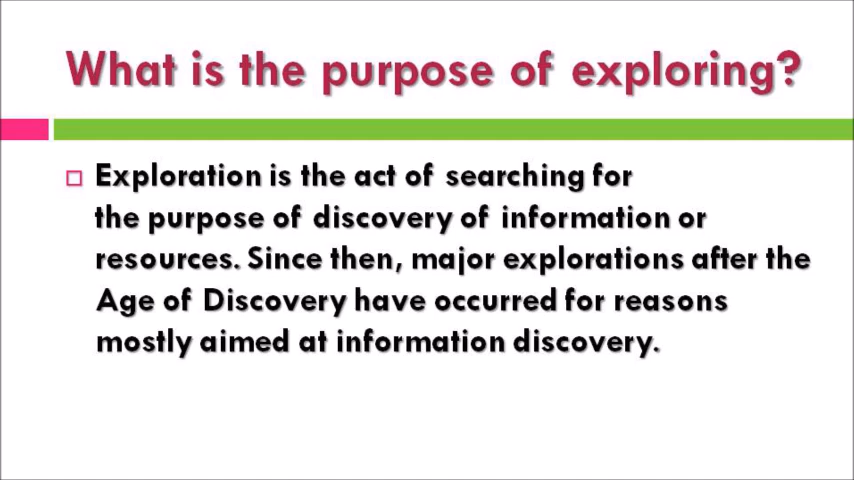 What is the purpose of exploring?
Exploration is the act of searching for
the purpose of discovery of information or
resources. Since then, major explorations after the
Age of Discovery have occurred for reasons
mostly aimed at information discovery.